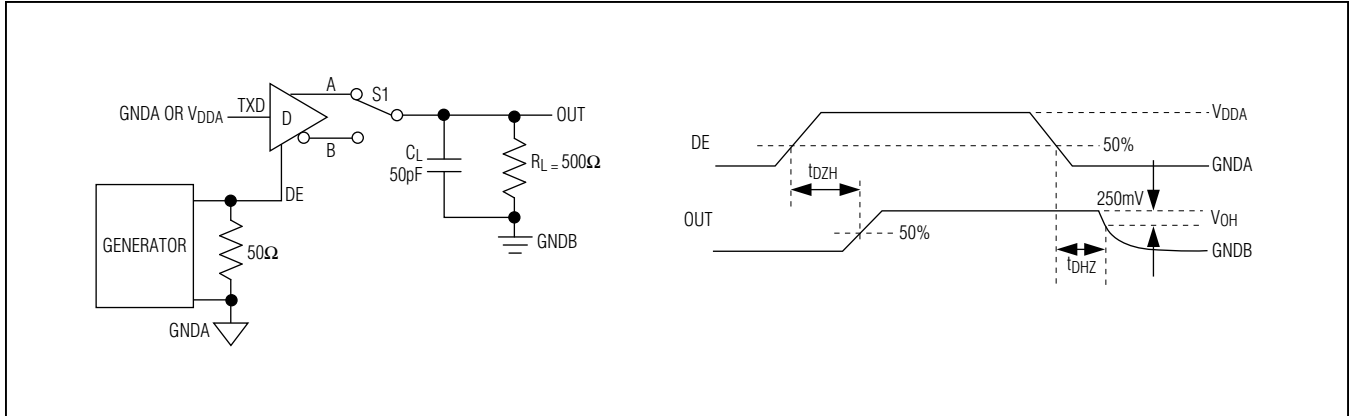 A
S1
GNDA OR VDDA
TXD
D
OUT
B
CL
50pF
RL = 500Ω
DE
GENERATOR
50Ω
GNDB
GNDA
DE
VDDA
50%
GNDA
tDZH
250mV
OUT
VOH
50%
GNDB
tDHZ